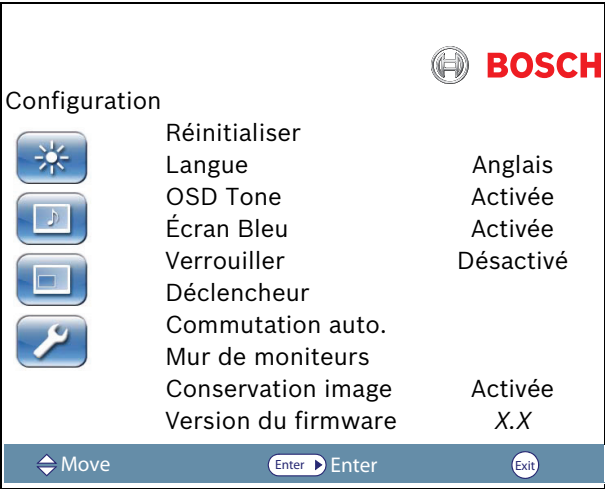 BOSCH
Configuration
Réinitialiser
Langue Anglais
OSD Tone Activée
Écran Bleu Activée
Verrouiller Désactivé
Déclencheur
Commutation auto.
Mur de moniteurs
Conservation image Activée
Version du firmware X.X
Move Enter Enter Exit